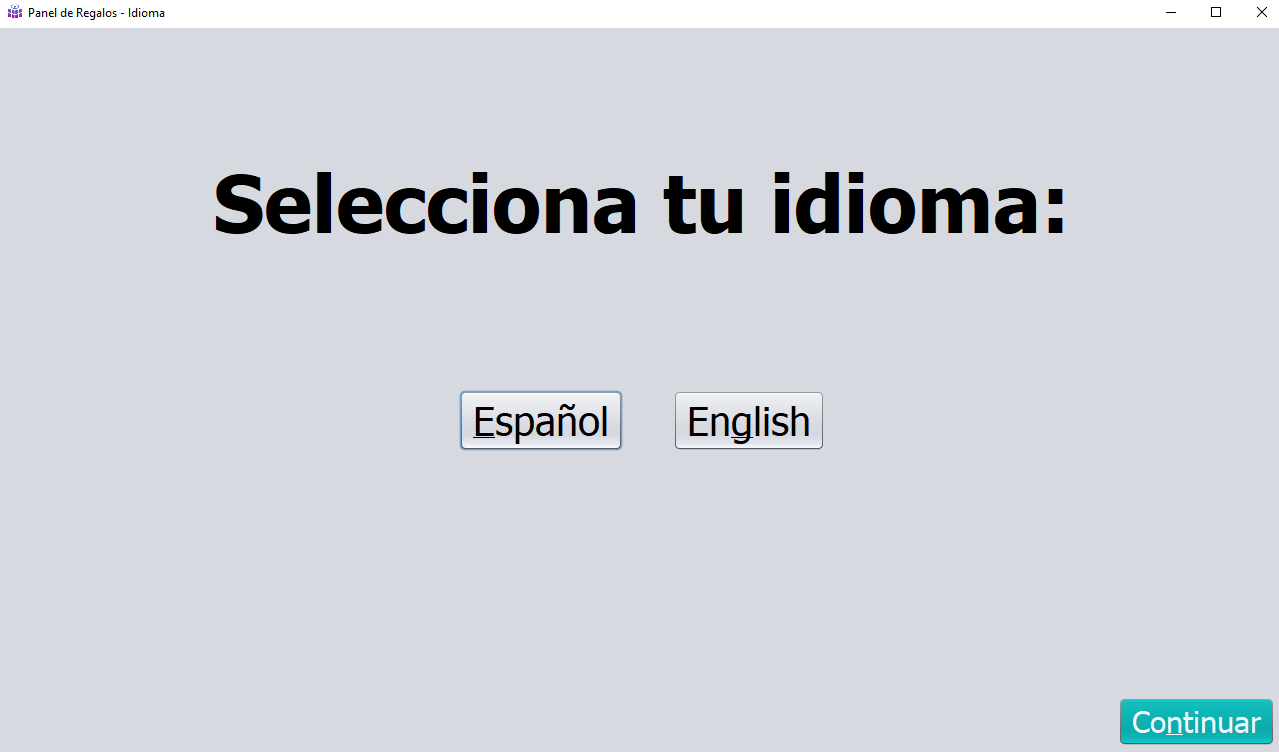 Panel de Regalos - Idioma
Selecciona tu idioma:
Español English
Continuar